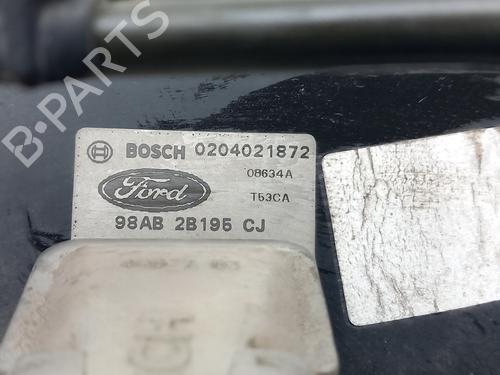 BOSCH 0204021872
08634A
Ford
T53CA
98AB 2B195 CJ
B-Parts